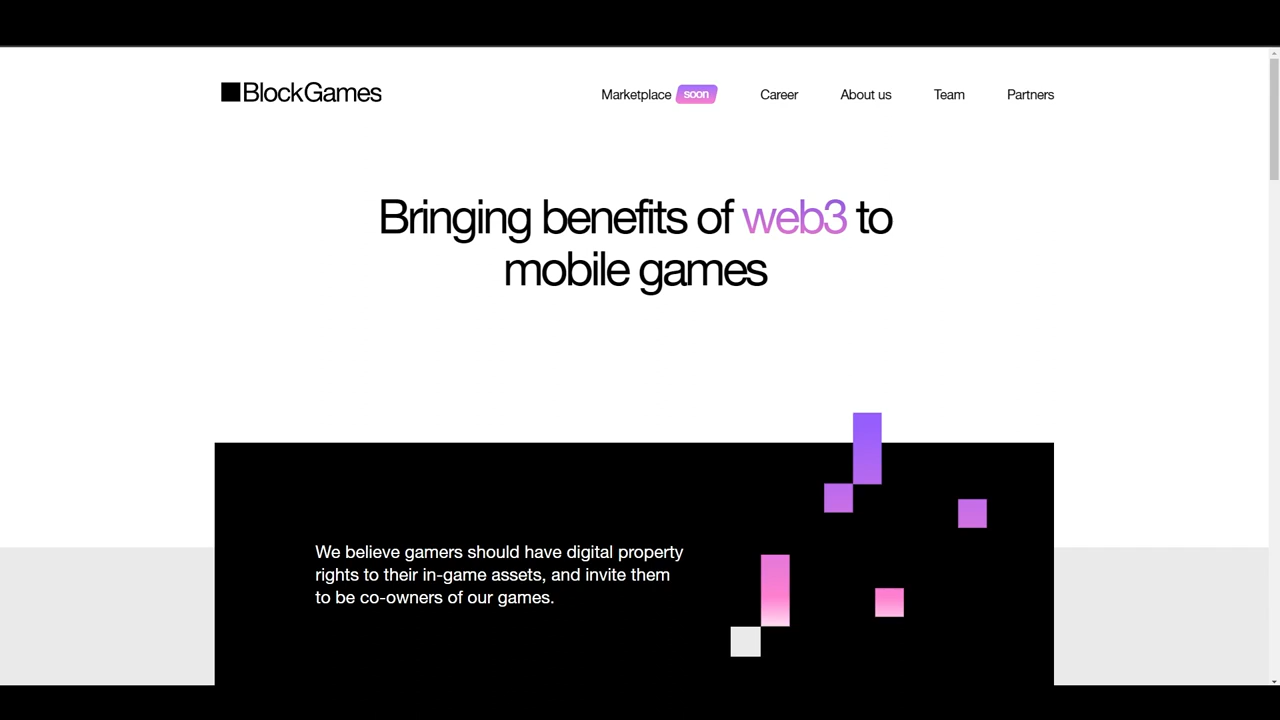 BlockGames
Marketplace soon Career About us Team Partners
Bringing benefits of web3 to
mobile games
We believe gamers should have digital property
rights to their in-game assets, and invite them
to be co-owners of our games.